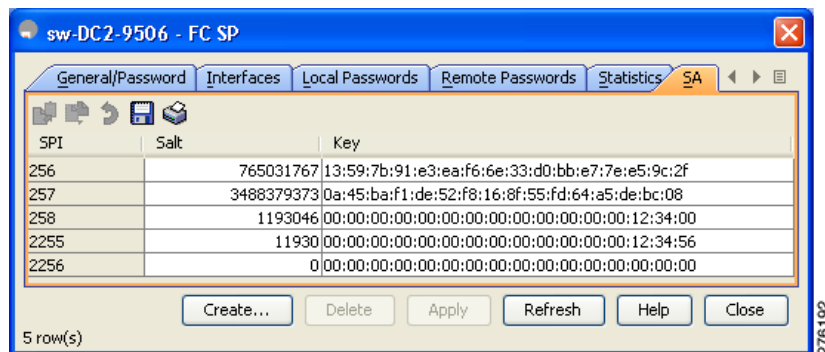 sw-DC2-9506 - FC SP
General/Password Interfaces Local Passwords Remote Passwords Statistics SA
SPI Salt Key
256 765031767 13:59:7b:91:e3:ea:f6:6e:33:d0:bb:e7:7e:e5:9c:2f
257 3488379373 0a:45:ba:f1:de:52:f8:16:8f:55:fd:64:a5:de:bc:08
258 1193046 00:00:00:00:00:00:00:00:00:00:00:00:00:12:34:00
2255 11930 00:00:00:00:00:00:00:00:00:00:00:00:00:12:34:56
2256 0 00:00:00:00:00:00:00:00:00:00:00:00:00:00:00:00
Create... Delete Apply Refresh Help Close
5 row(s)
276192